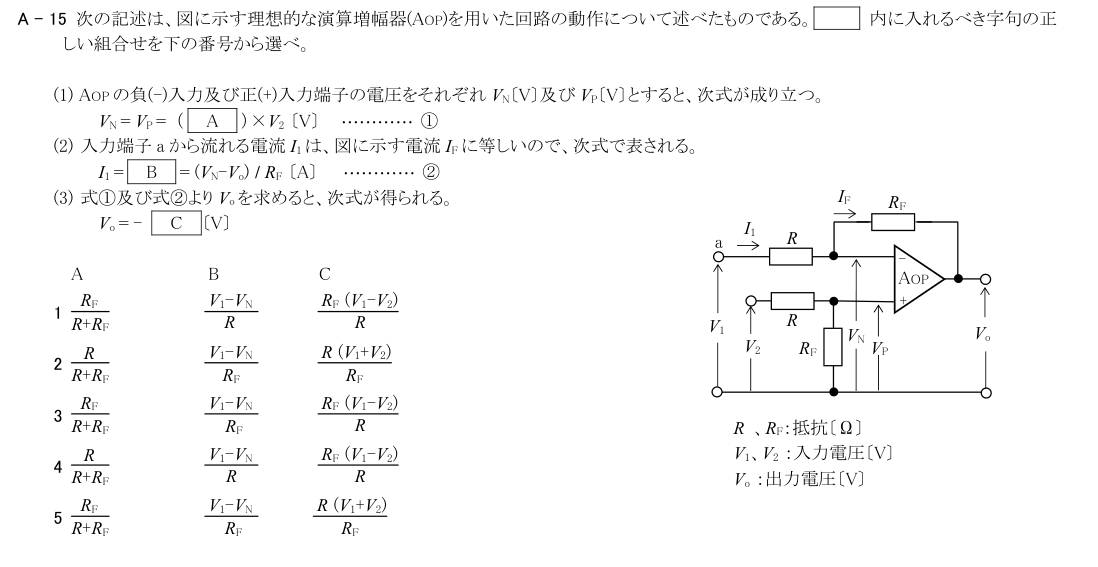 A－15 次の記述は、図に示す理想的な演算増幅器(AOP)を用いた回路の動作について述べたものである。 内に入れるべき字句の正
しい組合せを下の番号から選べ。
(1) AOPの負(-)入力及び正(+)入力端子の電圧をそれぞれ VN〔V〕及び VP〔V〕とすると、次式が成り立つ。
VN = VP = ( A )×V2〔V〕 ………… ①
(2) 入力端子 a から流れる電流 I1 は、図に示す電流 IF に等しいので、次式で表される。
I1 = B = (VN-Vo) / RF〔A〕 ………… ②
(3) 式①及び式②より Vo を求めると、次式が得られる。
Vo = - C 〔V〕
A B C
1 RF/(R+RF) (V1-VN)/R RF (V1-V2)/R
2 R/(R+RF) (V1-VN)/RF R (V1+V2)/RF
3 RF/(R+RF) (V1-VN)/RF RF (V1-V2)/R
4 R/(R+RF) (V1-VN)/R RF (V1-V2)/R
5 RF/(R+RF) (V1-VN)/RF R (V1+V2)/RF
IF RF
a I1 R
－
AOP
+
R
V1 V2 RF VN VP Vo
R 、RF:抵抗〔Ω〕
V1、V2 :入力電圧〔V〕
Vo :出力電圧〔V〕